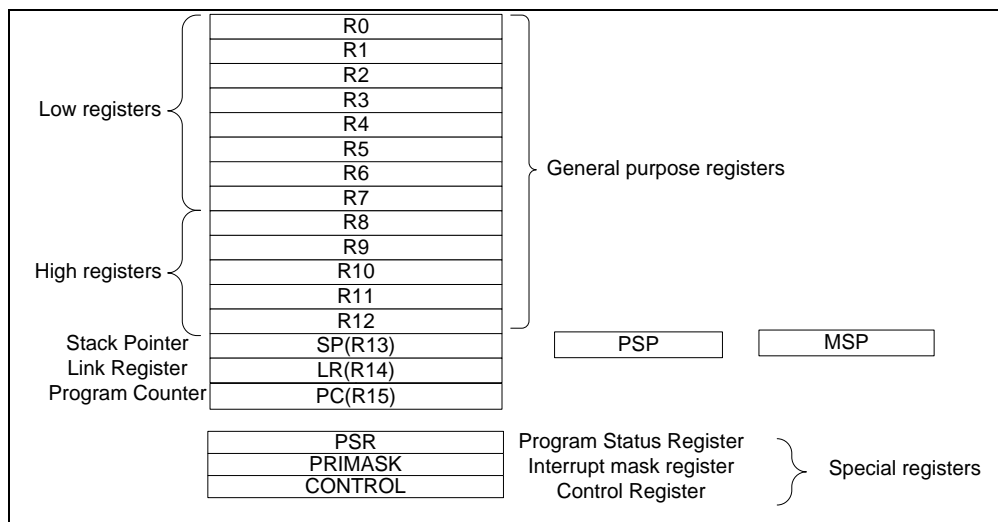 R0
R1
R2
Low registers
R3
R4
R5
General purpose registers
R6
R7
R8
R9
High registers
R10
R11
R12
Stack Pointer
SP(R13)
PSP
MSP
Link Register
LR(R14)
Program Counter
PC(R15)
PSR
Program Status Register
PRIMASK
Interrupt mask register
Special registers
CONTROL
Control Register